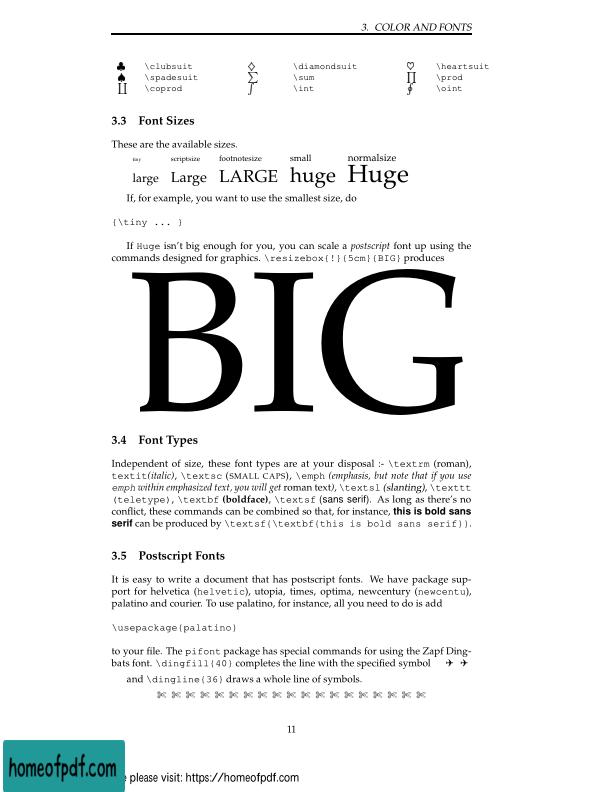 3. COLOR AND FONTS
♣ \clubsuit ♢ \diamondsuit ♡ \heartsuit
♠ \spadesuit ∑ \sum ∏ \prod
∐ \coprod ∫ \int ∮ \oint
3.3 Font Sizes
These are the available sizes.
tiny scriptsize footnotesize small normalsize
large Large LARGE huge Huge
If, for example, you want to use the smallest size, do
{\tiny ... }
If Huge isn't big enough for you, you can scale a postscript font up using the
commands designed for graphics. \resizebox{!}{5cm}{BIG} produces
BIG
3.4 Font Types
Independent of size, these font types are at your disposal :- \textrm (roman),
textit(italic), \textsc (SMALL CAPS), \emph (emphasis, but note that if you use
emph within emphasized text, you will get roman text), \textsl (slanting), \texttt
(teletype), \textbf (boldface), \textsf (sans serif). As long as there's no
conflict, these commands can be combined so that, for instance, this is bold sans
serif can be produced by \textsf{\textbf{this is bold sans serif}}.
3.5 Postscript Fonts
It is easy to write a document that has postscript fonts. We have package sup-
port for helvetica (helvetic), utopia, times, optima, newcentury (newcentu),
palatino and courier. To use palatino, for instance, all you need to do is add
\usepackage{palatino}
to your file. The pifont package has special commands for using the Zapf Ding-
bats font. \dingfill{40} completes the line with the specified symbol ✈ ✈
and \dingline{36} draws a whole line of symbols.
✄ ✄ ✄ ✄ ✄ ✄ ✄ ✄ ✄ ✄ ✄ ✄ ✄ ✄ ✄ ✄ ✄ ✄ ✄
11
homeofpdf.com
please visit: https://homeofpdf.com